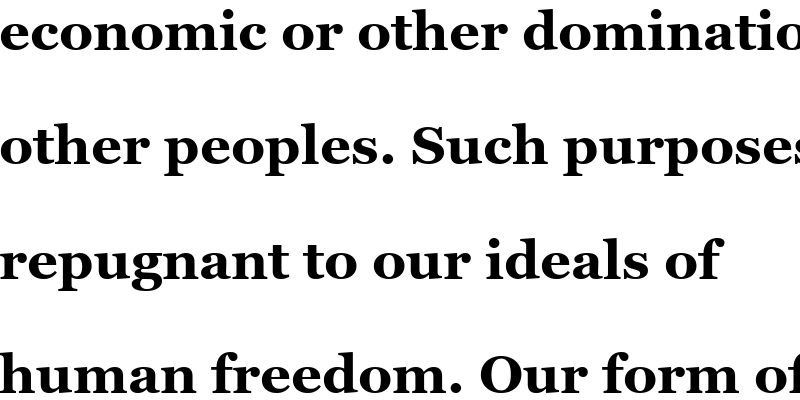 economic or other dominatio
other peoples. Such purposes
repugnant to our ideals of
human freedom. Our form of